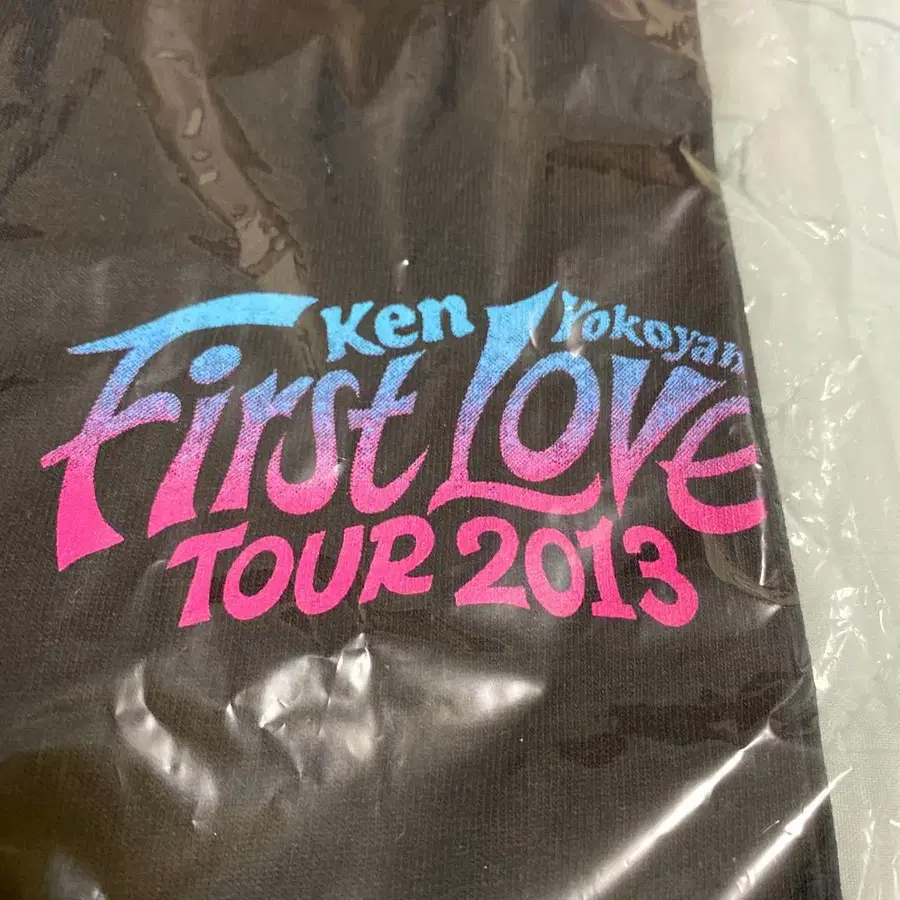 Ken Yokoyam
First Love
TOUR 2013